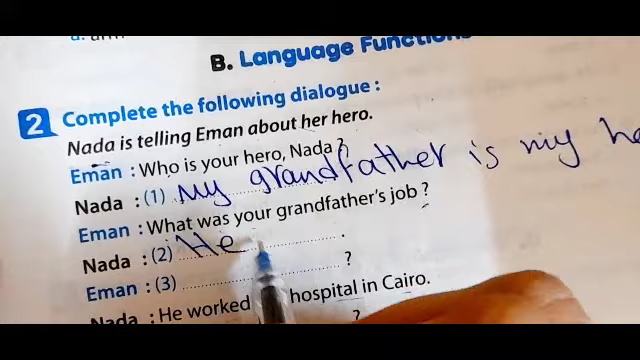 a. arm
B. Language Functions
2 Complete the following dialogue :
Nada is telling Eman about her hero.
Eman : Who is your hero, Nada ?
Nada : (1) My grandfather is my he
Eman : What was your grandfather's job ?
Nada : (2) He .
Eman : (3) ?
Nada : He worked hospital in Cairo.
?